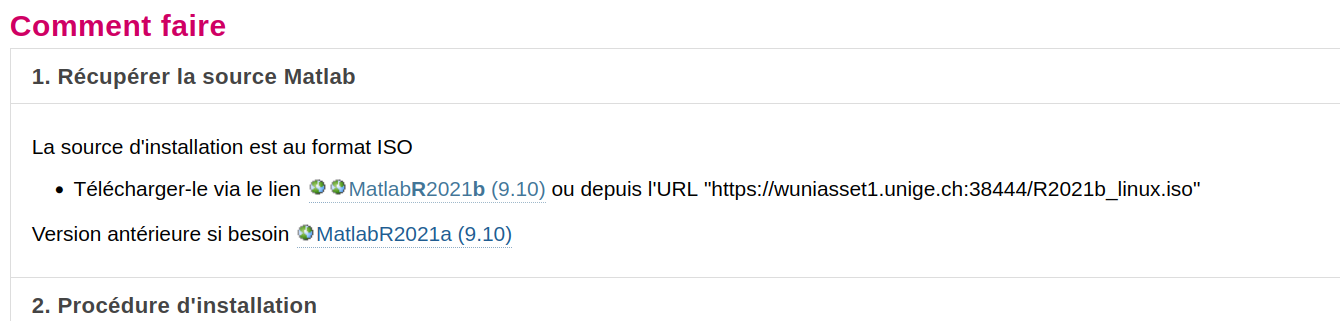 Comment faire
1. Récupérer la source Matlab
La source d'installation est au format ISO
• Télécharger-le via le lien MatlabR2021b (9.10) ou depuis l'URL "https://wuniasset1.unige.ch:38444/R2021b_linux.iso"
Version antérieure si besoin MatlabR2021a (9.10)
2. Procédure d'installation